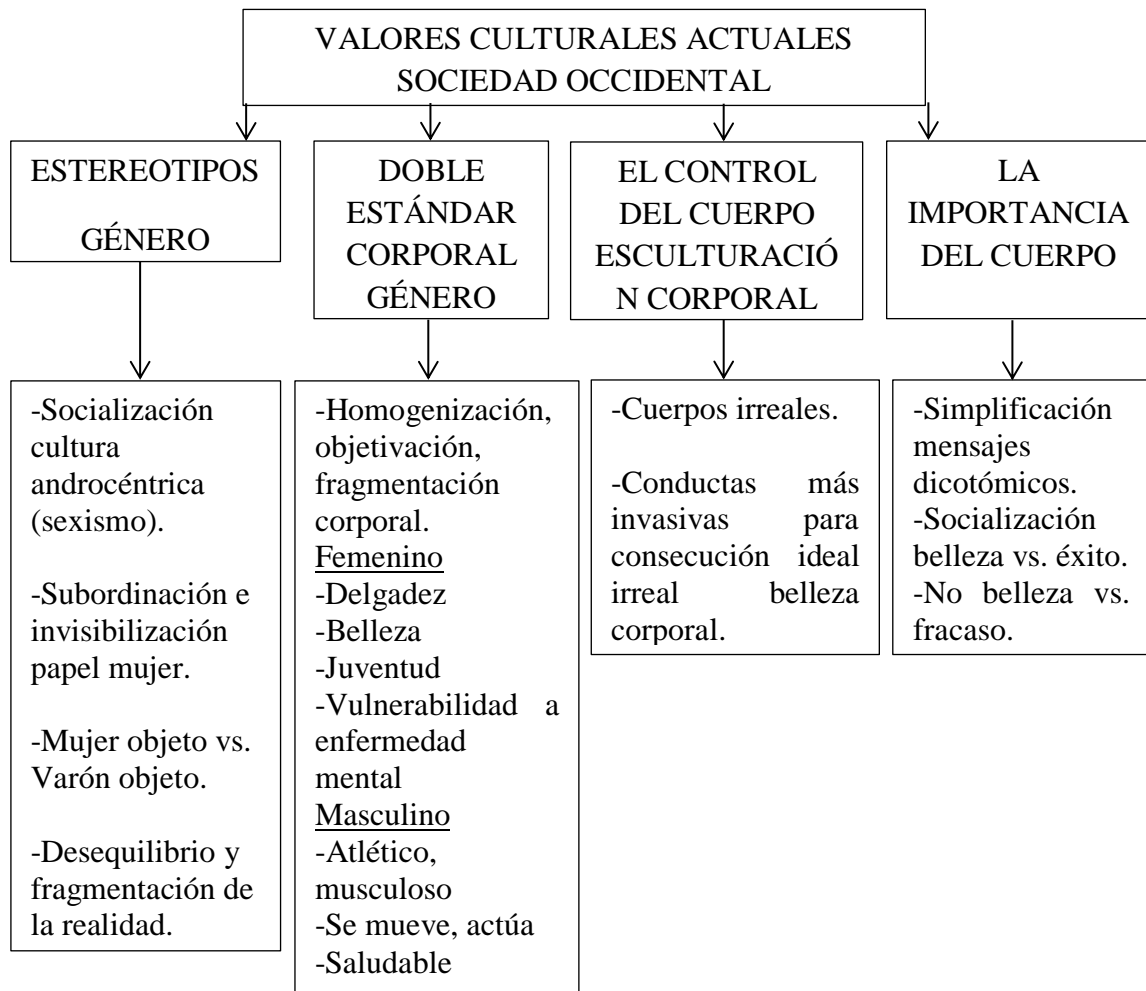 VALORES CULTURALES ACTUALES
SOCIEDAD OCCIDENTAL
ESTEREOTIPOS
GÉNERO
DOBLE
ESTÁNDAR
CORPORAL
GÉNERO
EL CONTROL
DEL CUERPO
ESCULTURACIÓ
N CORPORAL
LA
IMPORTANCIA
DEL CUERPO
-Socialización
cultura
androcéntrica
(sexismo).
-Subordinación e
invisibilización
papel mujer.
-Mujer objeto vs.
Varón objeto.
-Desequilibrio y
fragmentación de
la realidad.
-Homogenización,
objetivación,
fragmentación
corporal.
Femenino
-Delgadez
-Belleza
-Juventud
-Vulnerabilidad a
enfermedad
mental
Masculino
-Atlético,
musculoso
-Se mueve, actúa
-Saludable
-Cuerpos irreales.
-Conductas más
invasivas para
consecución ideal
irreal belleza
corporal.
-Simplificación
mensajes
dicotómicos.
-Socialización
belleza vs. éxito.
-No belleza vs.
fracaso.